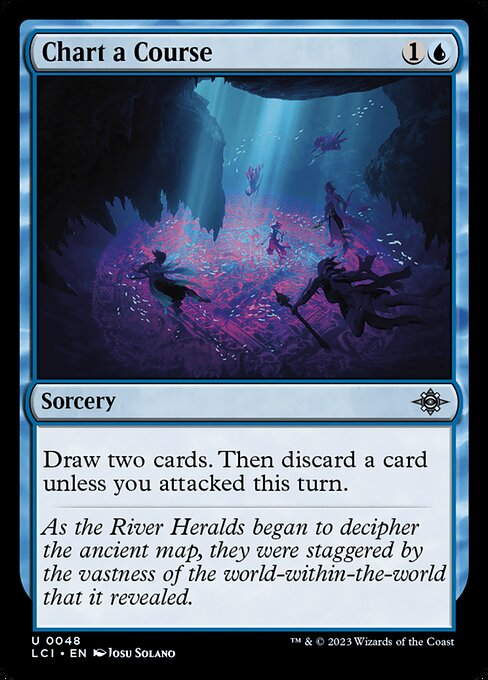 Chart a Course 1
Sorcery
Draw two cards. Then discard a card
unless you attacked this turn.
As the River Heralds began to decipher
the ancient map, they were staggered by
the vastness of the world-within-the-world
that it revealed.
U 0048
LCI • EN Josu Solano
™ & © 2023 Wizards of the Coast